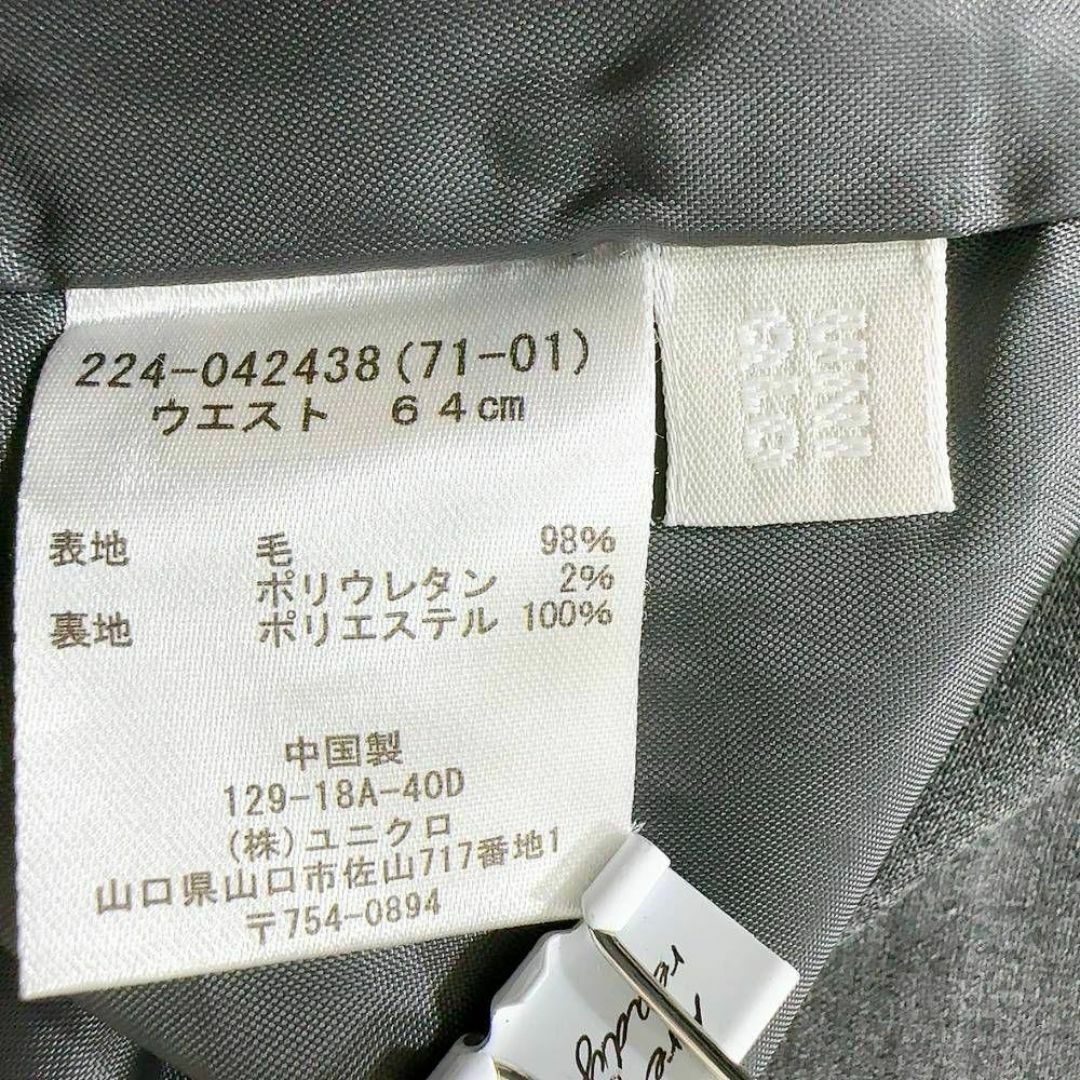 224-042438(71-01)
ウエスト 64cm
表地 毛 98%
ポリウレタン 2%
裏地 ポリエステル 100%
中国製
129-18A-40D
(株)ユニクロ
山口県山口市佐山717番地1
〒754-0894
UNI
QLO